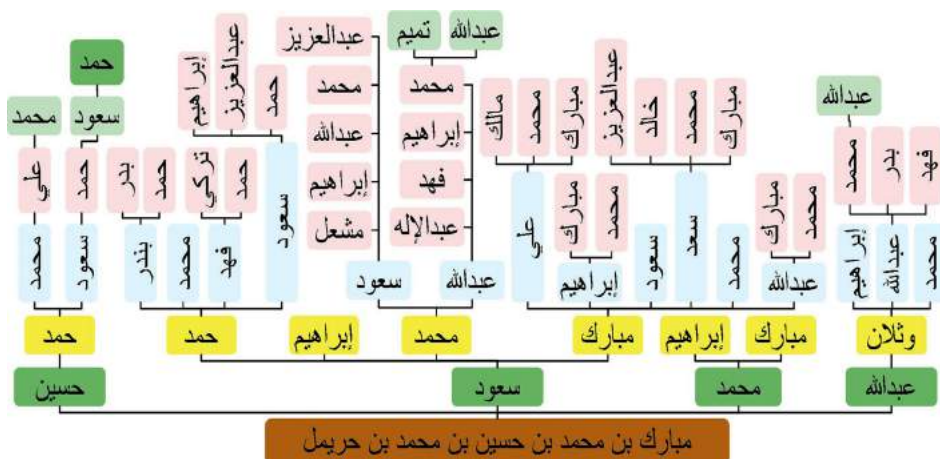 عبدالله تميم عبدالعزيز حمد
إبراهيم عبدالعزيز حمد
مبارك محمد خالد عبدالعزيز
مبارك محمد مالك
عبدالله محمد محمد سعود محمد
فهد بدر محمد
إبراهيم عبدالله
حمد علي
محمد مبارك محمد مبارك فهد إبراهيم حمد تركي حمد بدر
عبدالإله مشعل
محمد عبدالله إبراهيم عبدالله محمد سعد سعود إبراهيم علي عبدالله سعود سعود فهد محمد بندر سعود محمد
وثلان مبارك إبراهيم مبارك محمد إبراهيم حمد حمد
عبدالله محمد سعود حسين
مبارك بن محمد بن حسين بن محمد بن حريمل